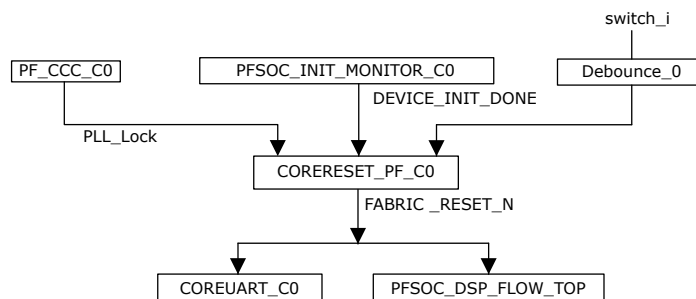 switch_i
PF_CCC_C0
PFSOC_INIT_MONITOR_C0
Debounce_0
DEVICE_INIT_DONE
PLL_Lock
CORERESET_PF_C0
FABRIC _RESET_N
COREUART_C0
PFSOC_DSP_FLOW_TOP